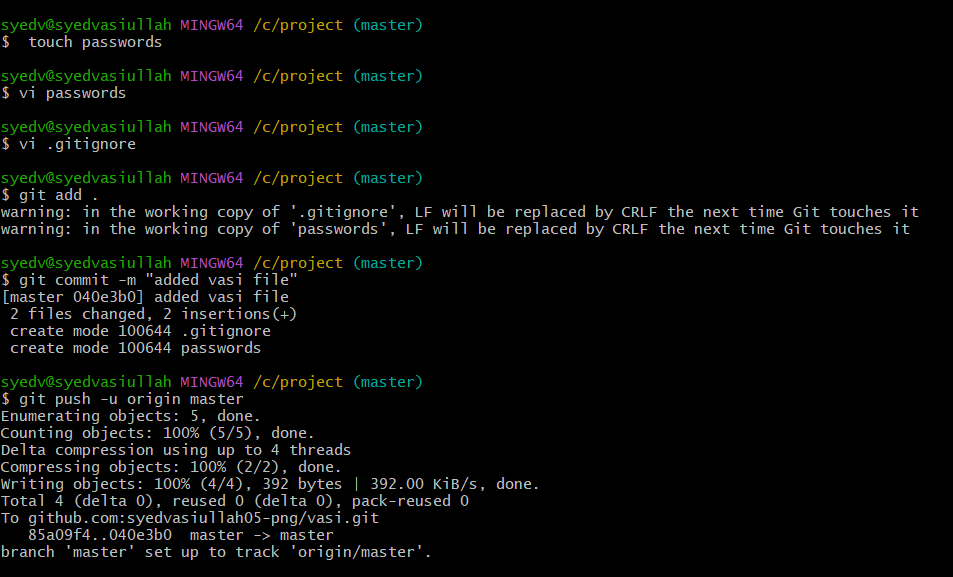 syedv@syedvasiullah MINGW64 /c/project (master)
$  touch passwords
syedv@syedvasiullah MINGW64 /c/project (master)
$ vi passwords
syedv@syedvasiullah MINGW64 /c/project (master)
$ vi .gitignore
syedv@syedvasiullah MINGW64 /c/project (master)
$ git add .
warning: in the working copy of '.gitignore', LF will be replaced by CRLF the next time Git touches it
warning: in the working copy of 'passwords', LF will be replaced by CRLF the next time Git touches it
syedv@syedvasiullah MINGW64 /c/project (master)
$ git commit -m "added vasi file"
[master 040e3b0] added vasi file
 2 files changed, 2 insertions(+)
 create mode 100644 .gitignore
 create mode 100644 passwords
syedv@syedvasiullah MINGW64 /c/project (master)
$ git push -u origin master
Enumerating objects: 5, done.
Counting objects: 100% (5/5), done.
Delta compression using up to 4 threads
Compressing objects: 100% (2/2), done.
Writing objects: 100% (4/4), 392 bytes | 392.00 KiB/s, done.
Total 4 (delta 0), reused 0 (delta 0), pack-reused 0
To github.com:syedvasiullah05-png/vasi.git
   85a09f4..040e3b0  master -> master
branch 'master' set up to track 'origin/master'.